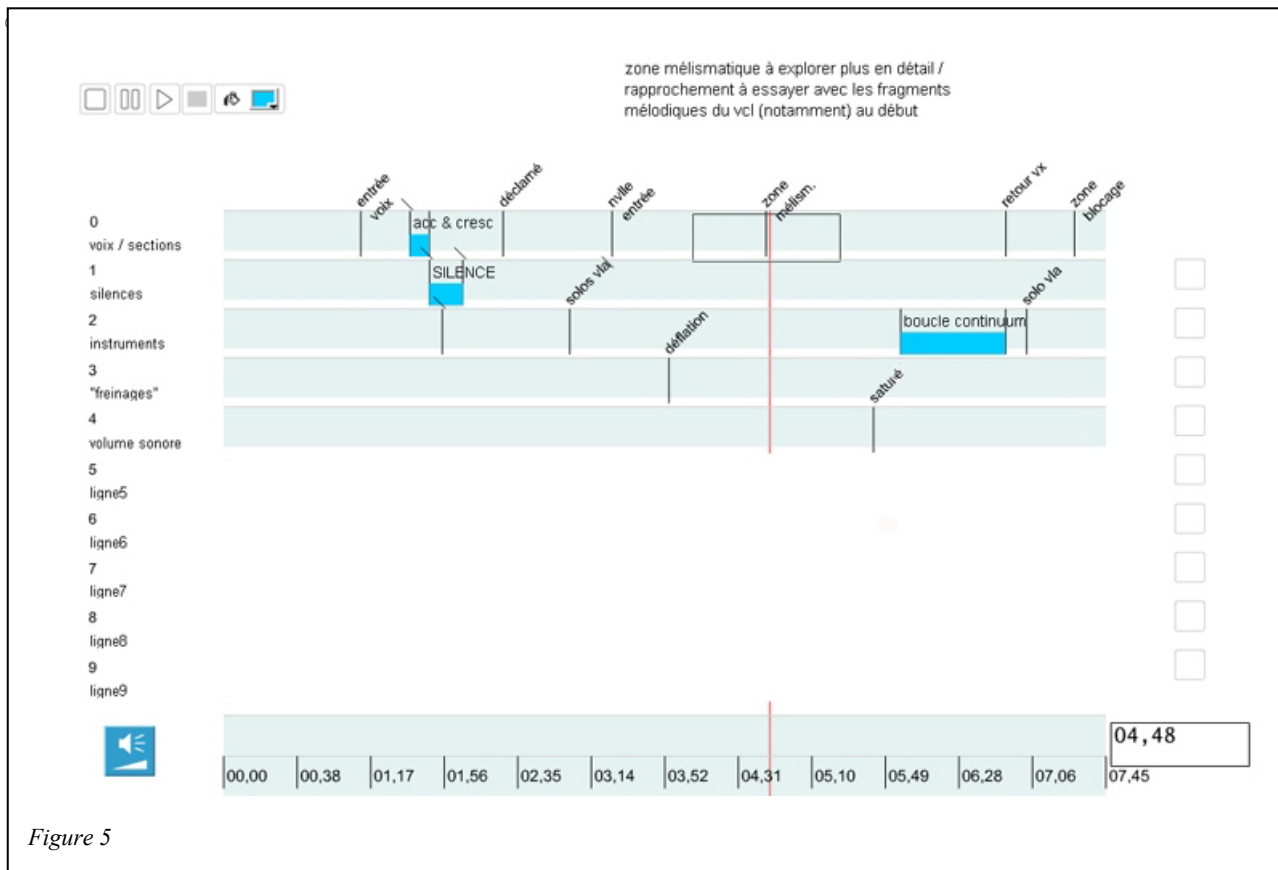 zone mélismatique à explorer plus en détail /
rapprochement à essayer avec les fragments
mélodiques du vcl (notamment) au début
entrée
voix
déclamé
nvlle
entrée
zone
mélism.
retour vx
zone
blocage
0
voix / sections
acc & cresc
1
silences
SILENCE
solos vla
solo vla
2
instruments
déflation
boucle continuum
3
"freinages"
saturé
4
volume sonore
5
ligne5
6
ligne6
7
ligne7
8
ligne8
9
ligne9
04,48
00,00 00,38 01,17 01,56 02,35 03,14 03,52 04,31 05,10 05,49 06,28 07,06 07,45
Figure 5